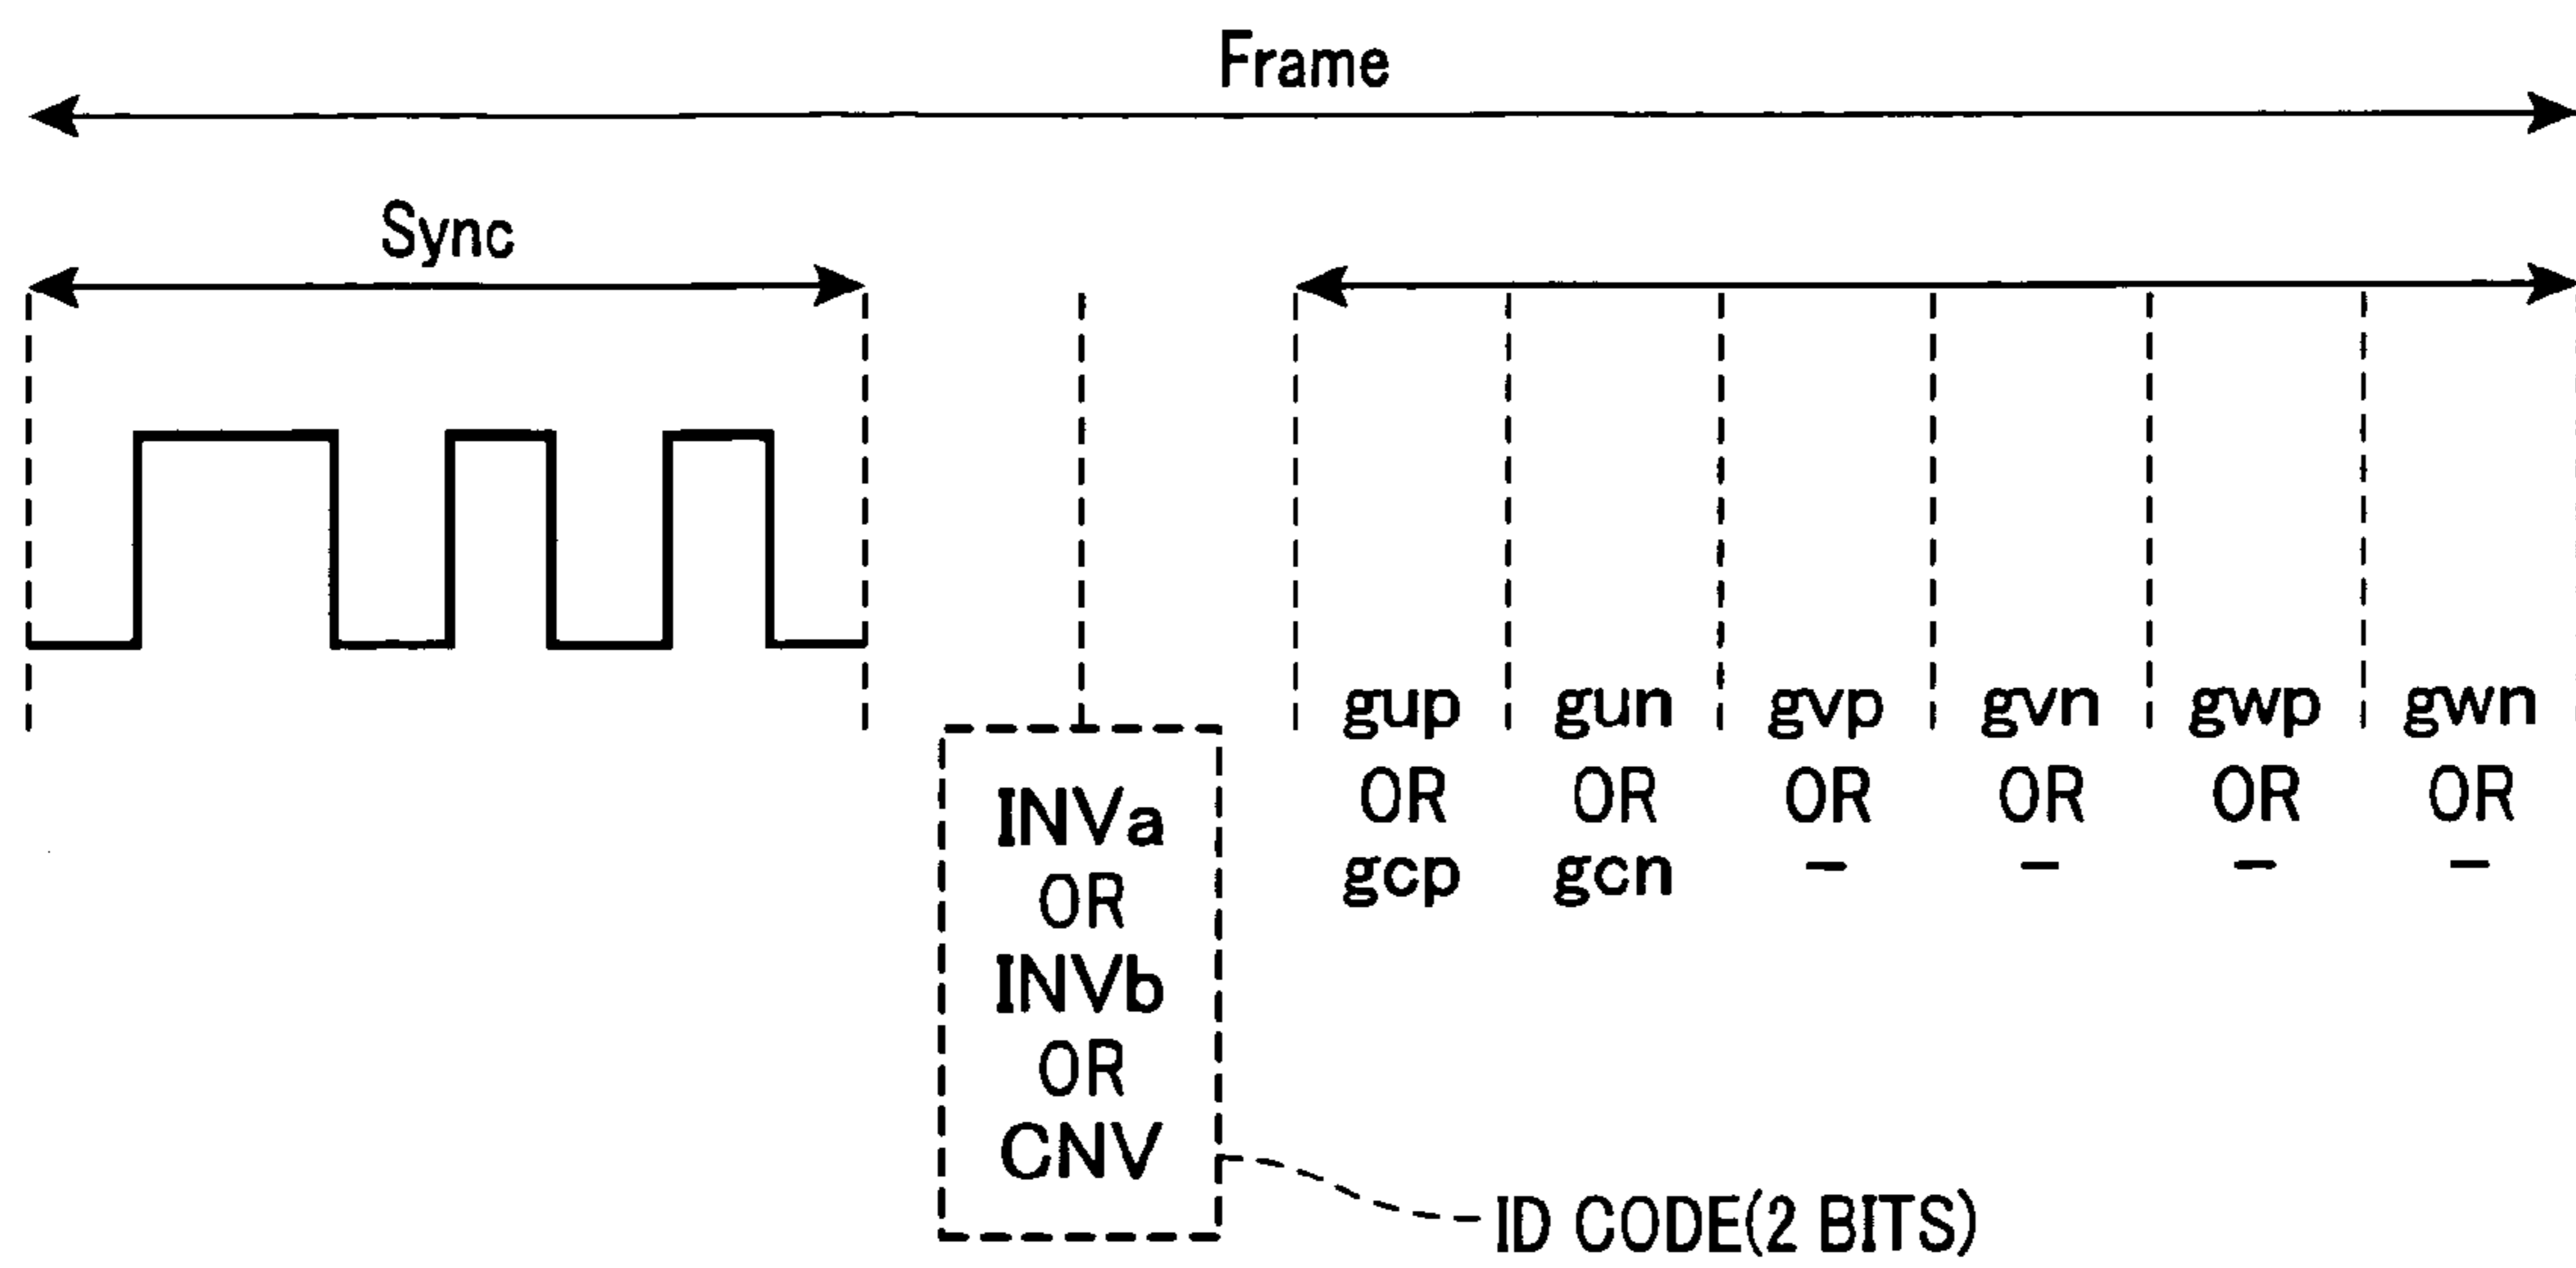 Frame
Sync
gup gun gvp gvn gwp gwn
OR OR OR OR OR OR
gcp gcn – – – –
INVa
OR
INVb
OR
CNV
ID CODE(2 BITS)